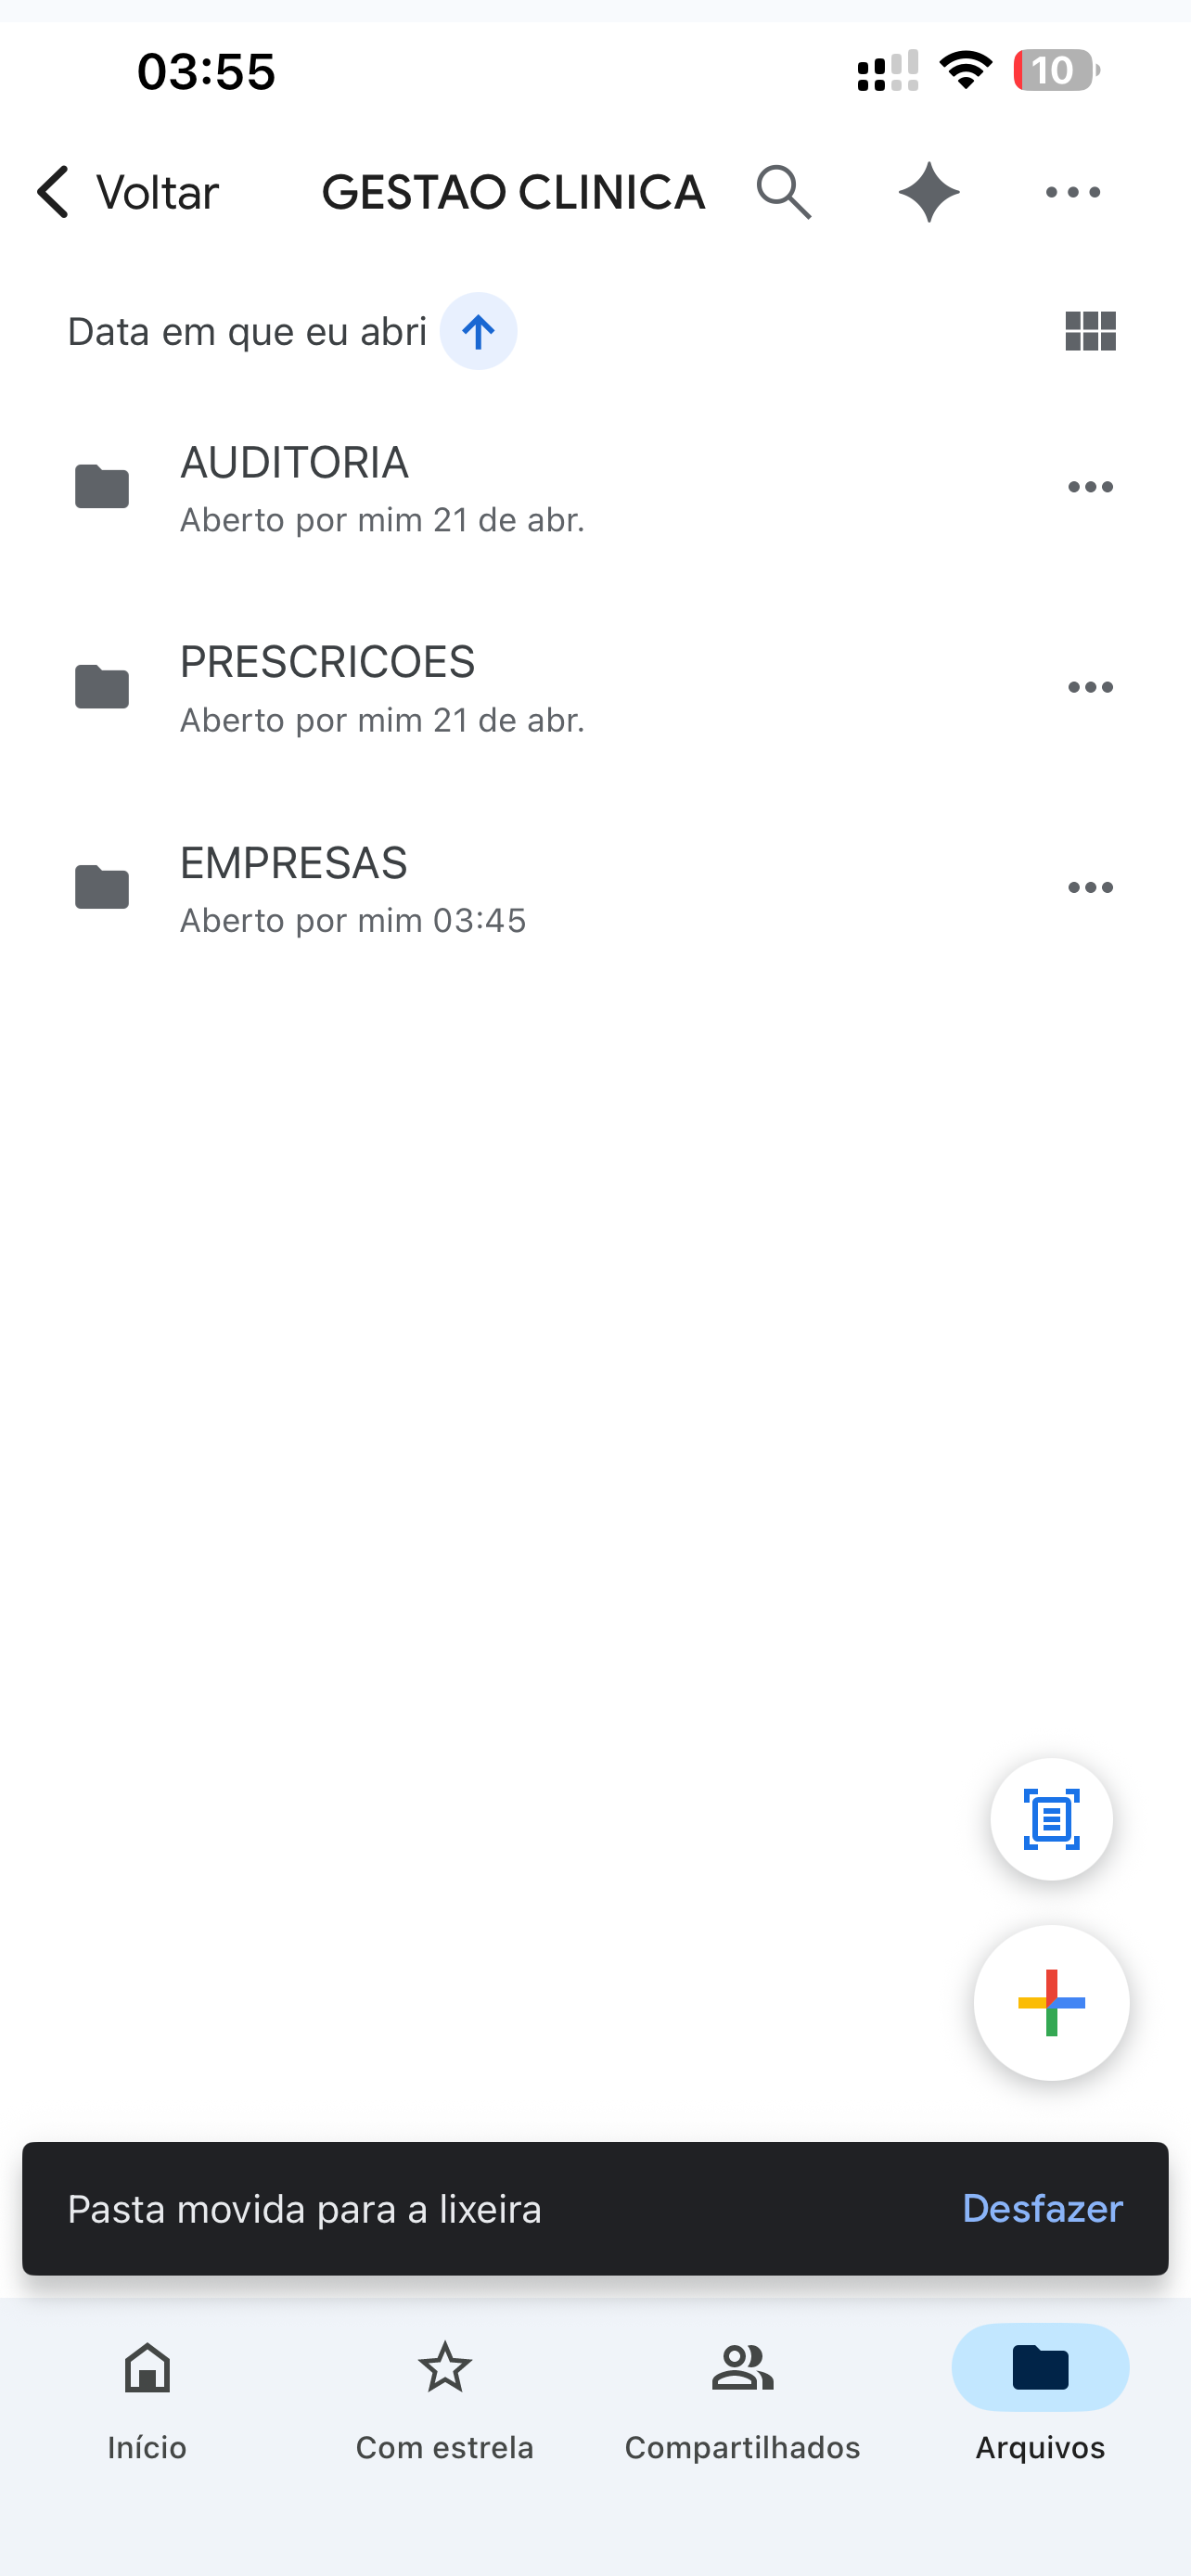 03:55
10
Voltar
GESTAO CLINICA
Data em que eu abri
AUDITORIA
Aberto por mim 21 de abr.
PRESCRICOES
Aberto por mim 21 de abr.
EMPRESAS
Aberto por mim 03:45
Pasta movida para a lixeira
Desfazer
Início
Com estrela
Compartilhados
Arquivos